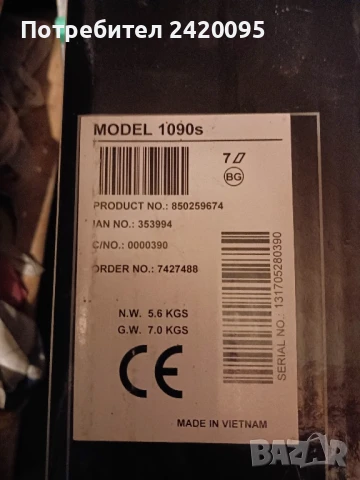 Потребител 2420095
MODEL 1090s
7
BG
PRODUCT NO.: 850259674
IAN NO.: 353994
C/NO.: 0000390
ORDER NO.: 7427488
N.W. 5.6 KGS
G.W. 7.0 KGS
CE
SERIAL NO.: 131705280390
MADE IN VIETNAM
BAZAR